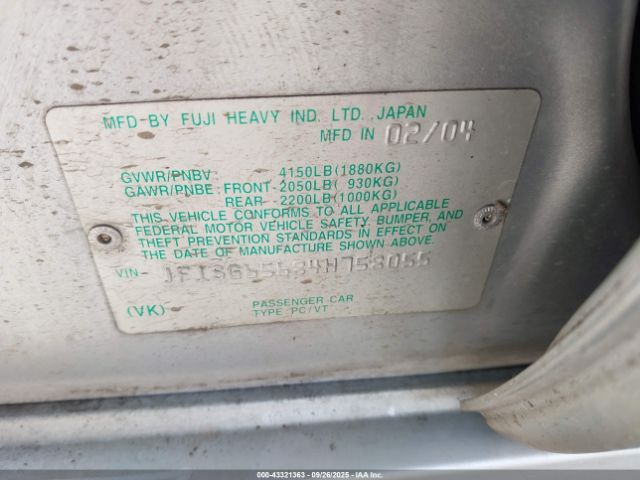 MFD-BY FUJI HEAVY IND. LTD. JAPAN
MFD IN 02/04
GVWR/PNBV: 4150LB(1880KG)
GAWR/PNBE: FRONT-2050LB( 930KG)
REAR- 2200LB(1000KG)
THIS VEHICLE CONFORMS TO ALL APPLICABLE
FEDERAL MOTOR VEHICLE SAFETY, BUMPER, AND
THEFT PREVENTION STANDARDS IN EFFECT ON
THE DATE OF MANUFACTURE SHOWN ABOVE.
VIN-
(VK)
PASSENGER CAR
TYPE PC/VT
000-43321363 | 09/26/2025 | COPART